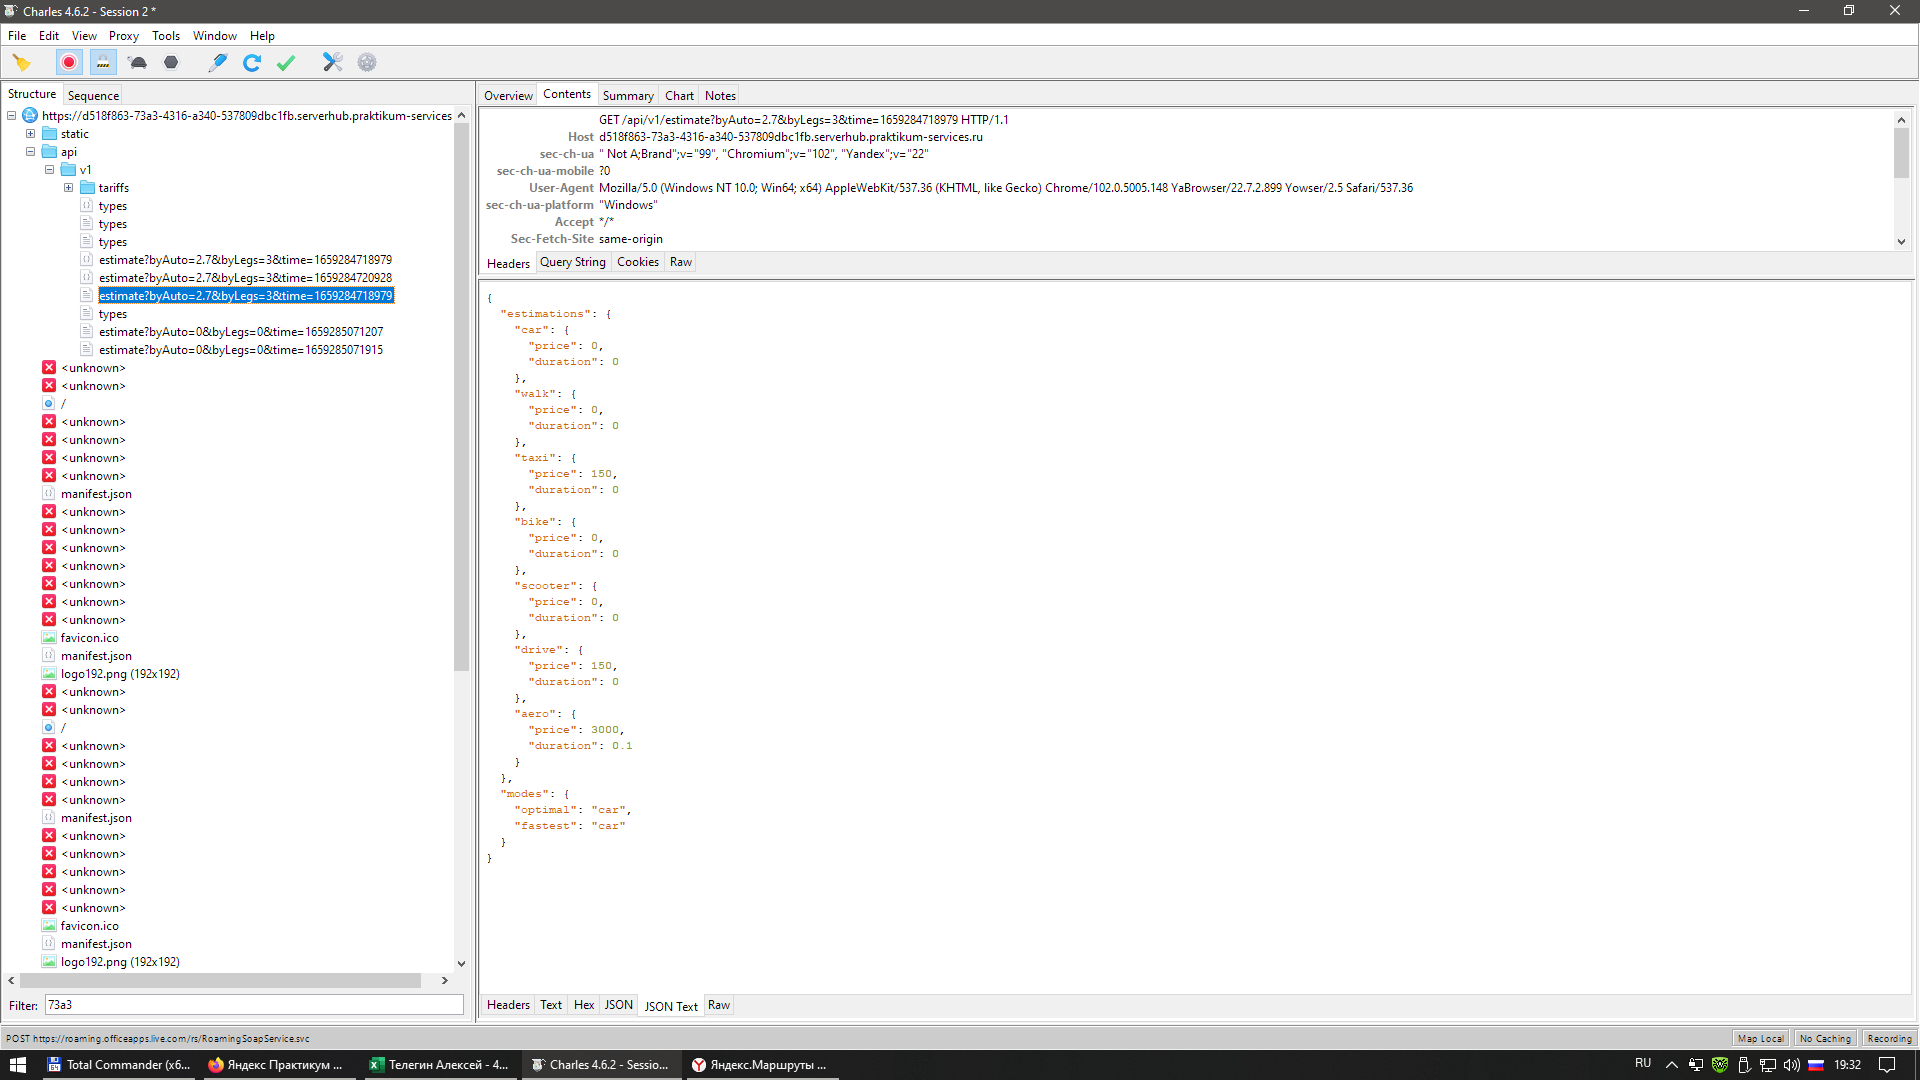 Charles 4.6.2 - Session 2 *
File Edit View Proxy Tools Window Help
Structure Sequence
https://d518f863-73a3-4316-a340-537809dbc1fb.serverhub.praktikum-services
static
api
v1
tariffs
types
types
types
estimate?byAuto=2.7&byLegs=3&time=1659284718979
estimate?byAuto=2.7&byLegs=3&time=1659284720928
estimate?byAuto=2.7&byLegs=3&time=1659284718979
types
estimate?byAuto=0&byLegs=0&time=1659285071207
estimate?byAuto=0&byLegs=0&time=1659285071915
<unknown>
<unknown>
/
<unknown>
<unknown>
<unknown>
<unknown>
manifest.json
<unknown>
<unknown>
<unknown>
<unknown>
<unknown>
<unknown>
<unknown>
favicon.ico
manifest.json
logo192.png (192x192)
<unknown>
<unknown>
/
<unknown>
<unknown>
<unknown>
<unknown>
manifest.json
<unknown>
<unknown>
<unknown>
<unknown>
<unknown>
favicon.ico
manifest.json
logo192.png (192x192)
Filter: 73a3
Overview Contents Summary Chart Notes
GET /api/v1/estimate?byAuto=2.7&byLegs=3&time=1659284718979 HTTP/1.1
Host d518f863-73a3-4316-a340-537809dbc1fb.serverhub.praktikum-services.ru
sec-ch-ua " Not A;Brand";v="99", "Chromium";v="102", "Yandex";v="22"
sec-ch-ua-mobile ?0
User-Agent Mozilla/5.0 (Windows NT 10.0; Win64; x64) AppleWebKit/537.36 (KHTML, like Gecko) Chrome/102.0.5005.148 YaBrowser/22.7.2.899 Yowser/2.5 Safari/537.36
sec-ch-ua-platform "Windows"
Accept */*
Sec-Fetch-Site same-origin
Headers Query String Cookies Raw
{
"estimations": {
"car": {
"price": 0,
"duration": 0
},
"walk": {
"price": 0,
"duration": 0
},
"taxi": {
"price": 150,
"duration": 0
},
"bike": {
"price": 0,
"duration": 0
},
"scooter": {
"price": 0,
"duration": 0
},
"drive": {
"price": 150,
"duration": 0
},
"aero": {
"price": 3000,
"duration": 0.1
}
},
"modes": {
"optimal": "car",
"fastest": "car"
}
}
Headers Text Hex JSON JSON Text Raw
POST https://roaming.officeapps.live.com/rs/RoamingSoapService.svc
Map Local No Caching Recording
Total Commander (x6... Яндекс Практикум ... Телегин Алексей - 4... Charles 4.6.2 - Sessio... Яндекс.Маршруты ... RU 19:32